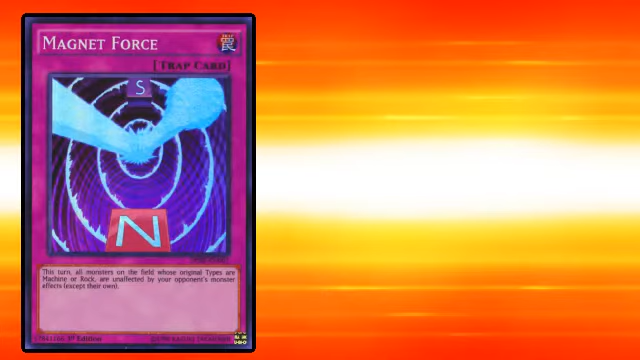 MAGNET FORCE
罠
[TRAP CARD]
S
N
This turn, all monsters on the field whose original Types are
Machine or Rock, are unaffected by your opponent's monster
effects (except their own).
1st Edition